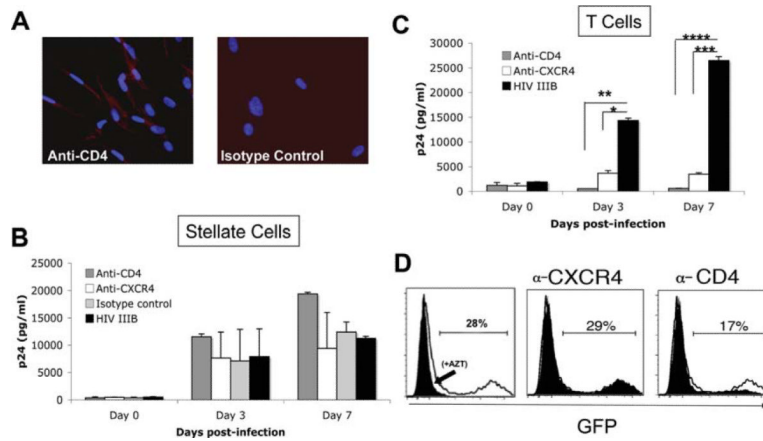 A
Anti-CD4
Isotype Control
B
Stellate Cells
Anti-CD4
Anti-CXCR4
Isotype control
HIV IIIB
p24 (pg/ml)
25000
20000
15000
10000
5000
0
Day 0 Day 3 Day 7
Days post-infection
C
T Cells
Anti-CD4
Anti-CXCR4
HIV IIIB
p24 (pg/ml)
30000
25000
20000
15000
10000
5000
0
**
*
****
***
Day 0 Day 3 Day 7
Days post-infection
D
α-CXCR4 α-CD4
28% 29% 17%
(+AZT)
GFP